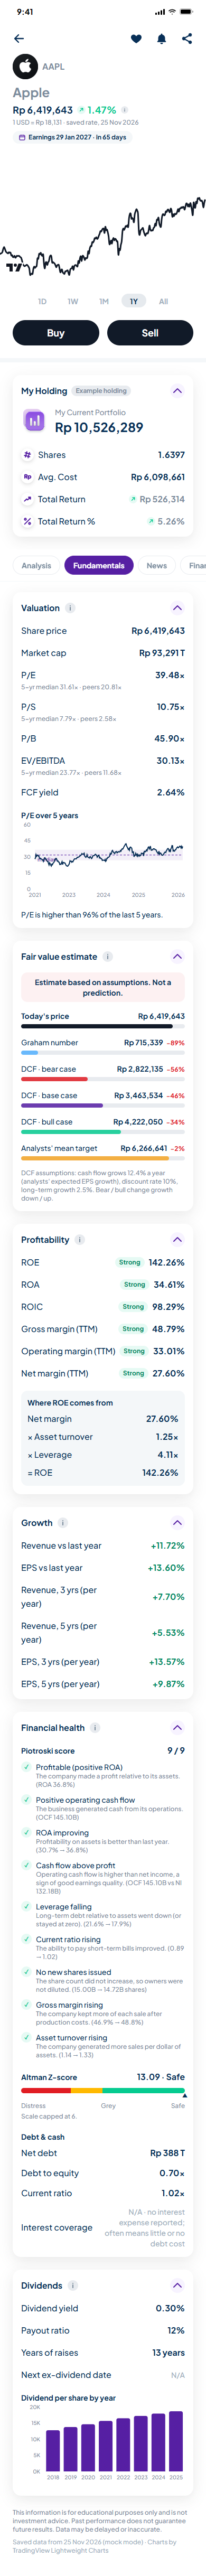 9:41
AAPL
Apple
Rp 6,419,643 ↗ 1.47% i
1 USD = Rp 18,131 · saved rate, 25 Nov 2026
Earnings 29 Jan 2027 · in 65 days
1D 1W 1M 1Y All
Buy Sell
My Holding Example holding
My Current Portfolio
Rp 10,526,289
Shares 1.6397
Avg. Cost Rp 6,098,661
Total Return ↗ Rp 526,314
Total Return % ↗ 5.26%
Analysis Fundamentals News Finan
Valuation i
Share price Rp 6,419,643
Market cap Rp 93,291 T
P/E 39.48×
5-yr median 31.61× · peers 20.81×
P/S 10.75×
5-yr median 7.79× · peers 2.58×
P/B 45.90×
EV/EBITDA 30.13×
5-yr median 23.77× · peers 11.68×
FCF yield 2.64%
P/E over 5 years
60
45
30
15
0
2021 2023 2024 2025 2026
P/E is higher than 96% of the last 5 years.
Fair value estimate i
Estimate based on assumptions. Not a
prediction.
Today's price Rp 6,419,643
Graham number Rp 715,339 -89%
DCF · bear case Rp 2,822,135 -56%
DCF · base case Rp 3,463,534 -46%
DCF · bull case Rp 4,222,050 -34%
Analysts' mean target Rp 6,266,641 -2%
DCF assumptions: cash flow grows 12.4% a year
(analysts' expected EPS growth), discount rate 10%,
long-term growth 2.5%. Bear / bull change growth
down / up.
Profitability i
ROE Strong 142.26%
ROA Strong 34.61%
ROIC Strong 98.29%
Gross margin (TTM) Strong 48.79%
Operating margin (TTM) Strong 33.01%
Net margin (TTM) Strong 27.60%
Where ROE comes from
Net margin 27.60%
× Asset turnover 1.25×
× Leverage 4.11×
= ROE 142.26%
Growth i
Revenue vs last year +11.72%
EPS vs last year +13.60%
Revenue, 3 yrs (per
year) +7.70%
Revenue, 5 yrs (per
year) +5.53%
EPS, 3 yrs (per year) +13.57%
EPS, 5 yrs (per year) +9.87%
Financial health i
Piotroski score 9 / 9
Profitable (positive ROA)
The company made a profit relative to its assets.
(ROA 36.8%)
Positive operating cash flow
The business generated cash from its operations.
(OCF 145.10B)
ROA improving
Profitability on assets is better than last year.
(30.7% → 36.8%)
Cash flow above profit
Operating cash flow is higher than net income, a
sign of good earnings quality. (OCF 145.10B vs NI
132.18B)
Leverage falling
Long-term debt relative to assets went down (or
stayed at zero). (21.6% → 17.9%)
Current ratio rising
The ability to pay short-term bills improved. (0.89
→ 1.02)
No new shares issued
The share count did not increase, so owners were
not diluted. (15.00B → 14.72B shares)
Gross margin rising
The company kept more of each sale after
production costs. (46.9% → 48.8%)
Asset turnover rising
The company generated more sales per dollar of
assets. (1.14 → 1.33)
Altman Z-score 13.09 · Safe
Distress Grey Safe
Scale capped at 6.
Debt & cash
Net debt Rp 388 T
Debt to equity 0.70×
Current ratio 1.02×
Interest coverage N/A · no interest
expense reported;
often means little or no
debt cost
Dividends i
Dividend yield 0.30%
Payout ratio 12%
Years of raises 13 years
Next ex-dividend date N/A
Dividend per share by year
20K
15K
10K
5K
0K
2018 2019 2020 2021 2022 2023 2024 2025
This information is for educational purposes only and is not
investment advice. Past performance does not guarantee
future results. Data may be delayed or inaccurate.
Saved data from 25 Nov 2026 (mock mode) · Charts by
TradingView Lightweight Charts